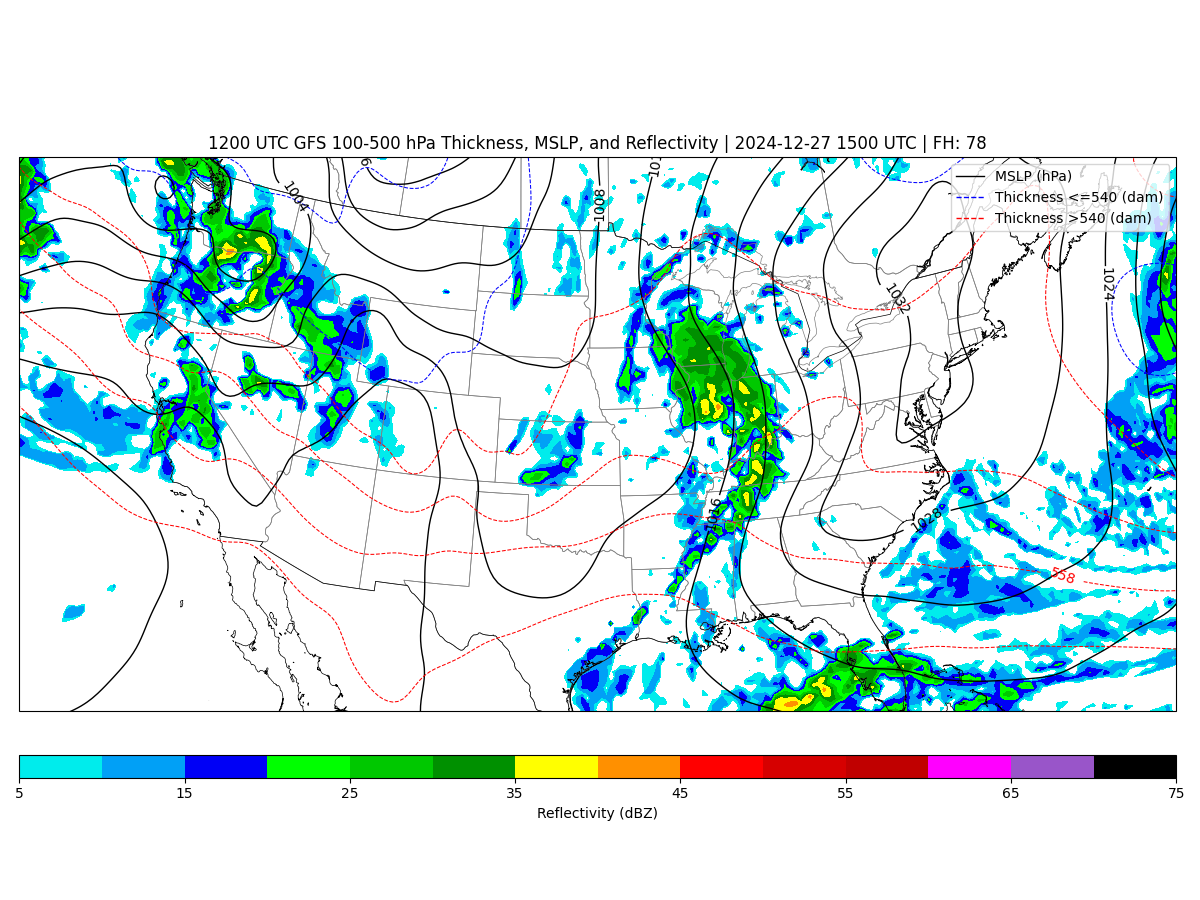 1200 UTC GFS 100-500 hPa Thickness, MSLP, and Reflectivity | 2024-12-27 1500 UTC | FH: 78
MSLP (hPa)
Thickness <=540 (dam)
Thickness >540 (dam)
1004
1008
1024
1032
1016
1028
558
5 15 25 35 45 55 65 75
Reflectivity (dBZ)